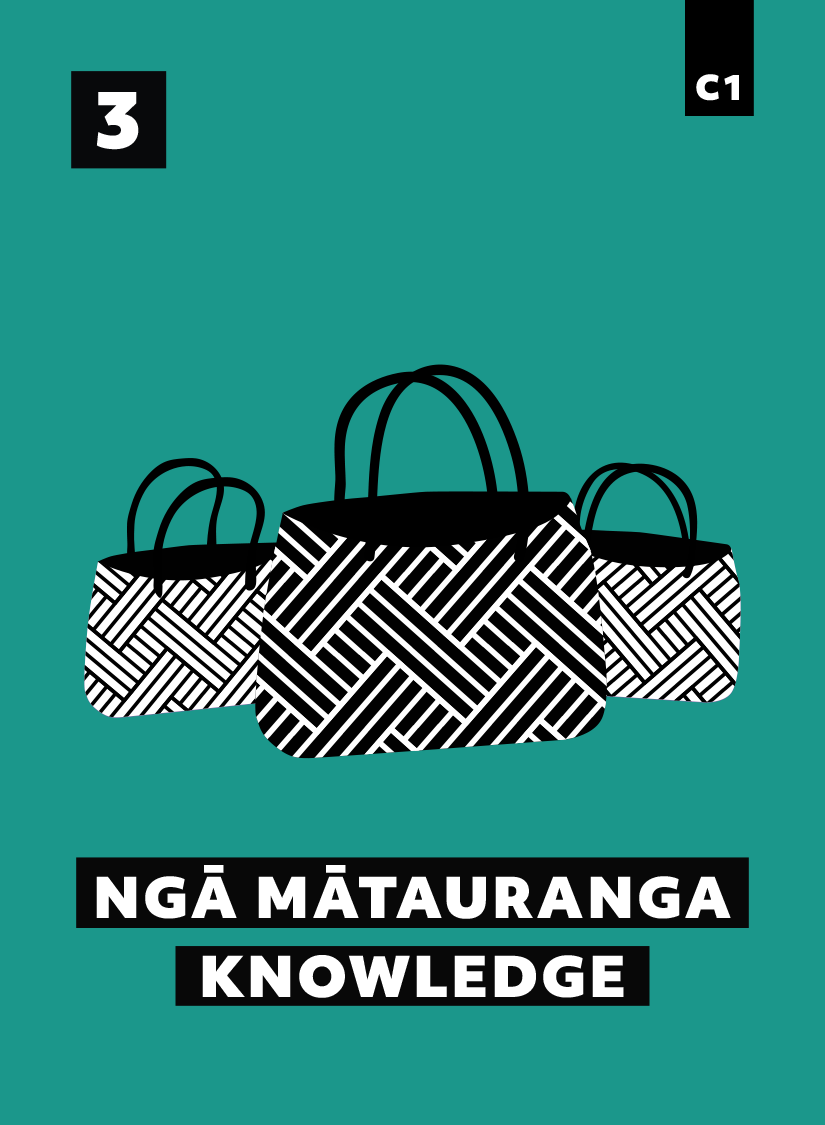 3
C1
NGĀ MĀTAURANGA
KNOWLEDGE